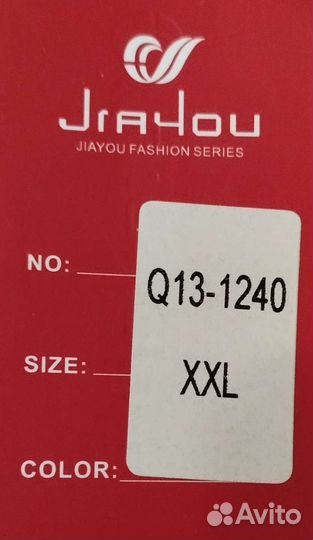 JIAYOU
JIAYOU FASHION SERIES
NO:
Q13-1240
SIZE:
XXL
COLOR:
Avito